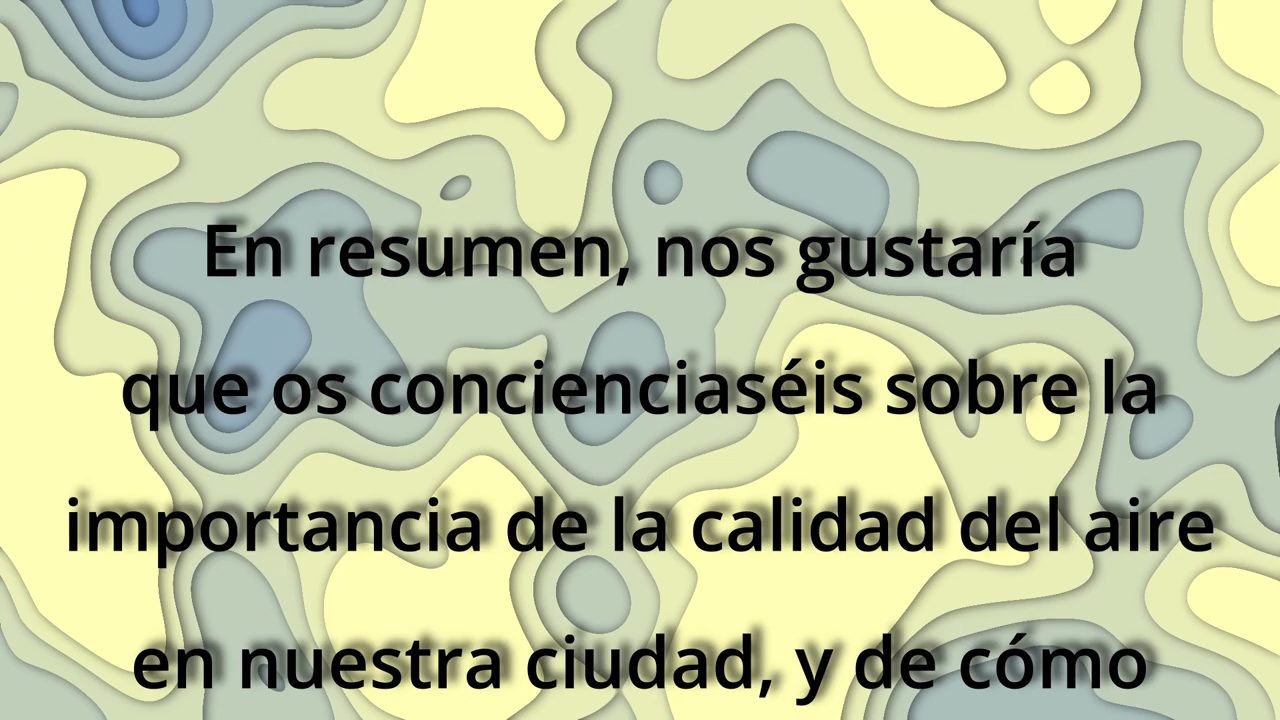 En resumen, nos gustaría
que os concienciaséis sobre la
importancia de la calidad del aire
en nuestra ciudad, y de cómo